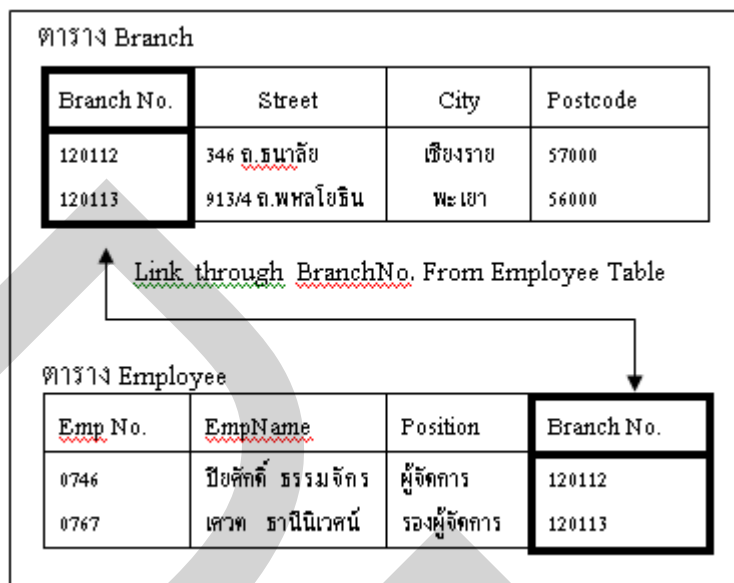 ตาราง Branch
Branch No. Street City Postcode
120112 346 ถ.ธนาลัย เชียงราย 57000
120113 913/4 ถ.พหลโยธิน พะเยา 56000
Link through BranchNo. From Employee Table
ตาราง Employee
Emp No. EmpName Position Branch No.
0746 ปิยศักดิ์ ธรรมจักร ผู้จัดการ 120112
0767 เศวต ธานีนิเวศน์ รองผู้จัดการ 120113